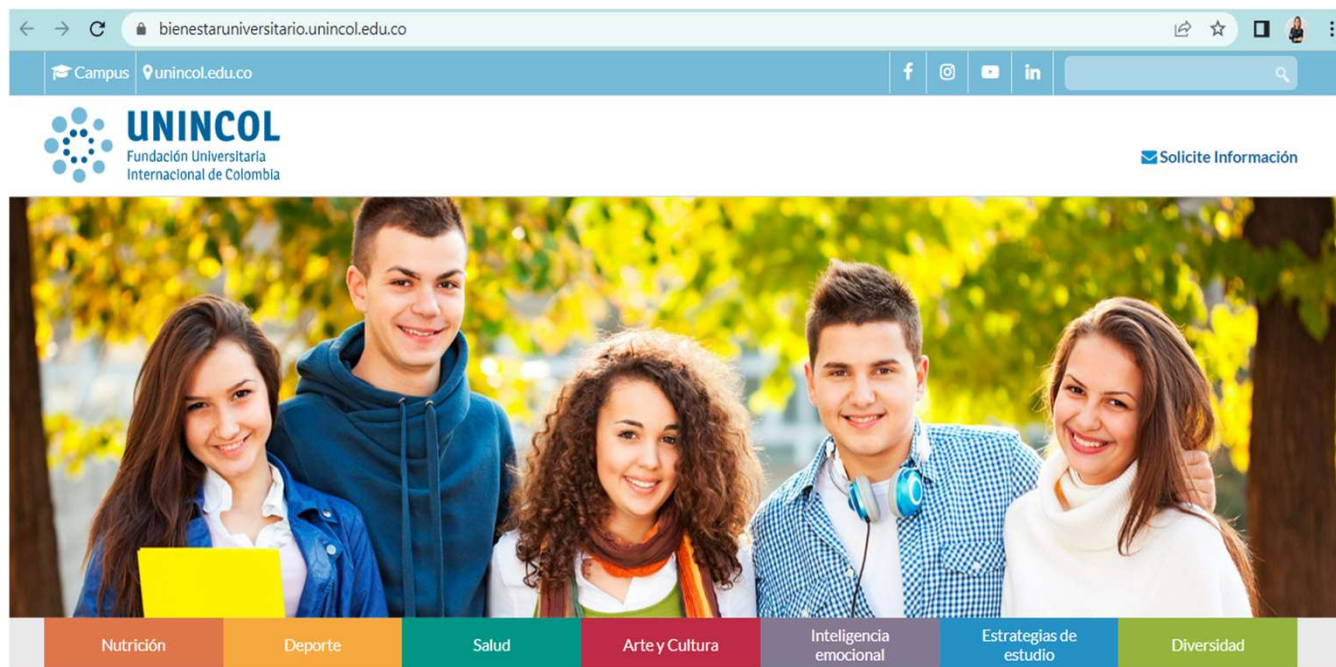 bienestaruniversitario.unincol.edu.co
Campus unincol.edu.co
UNINCOL
Fundación Universitaria
Internacional de Colombia
Solicite Información
Nutrición
Deporte
Salud
Arte y Cultura
Inteligencia
emocional
Estrategias de
estudio
Diversidad